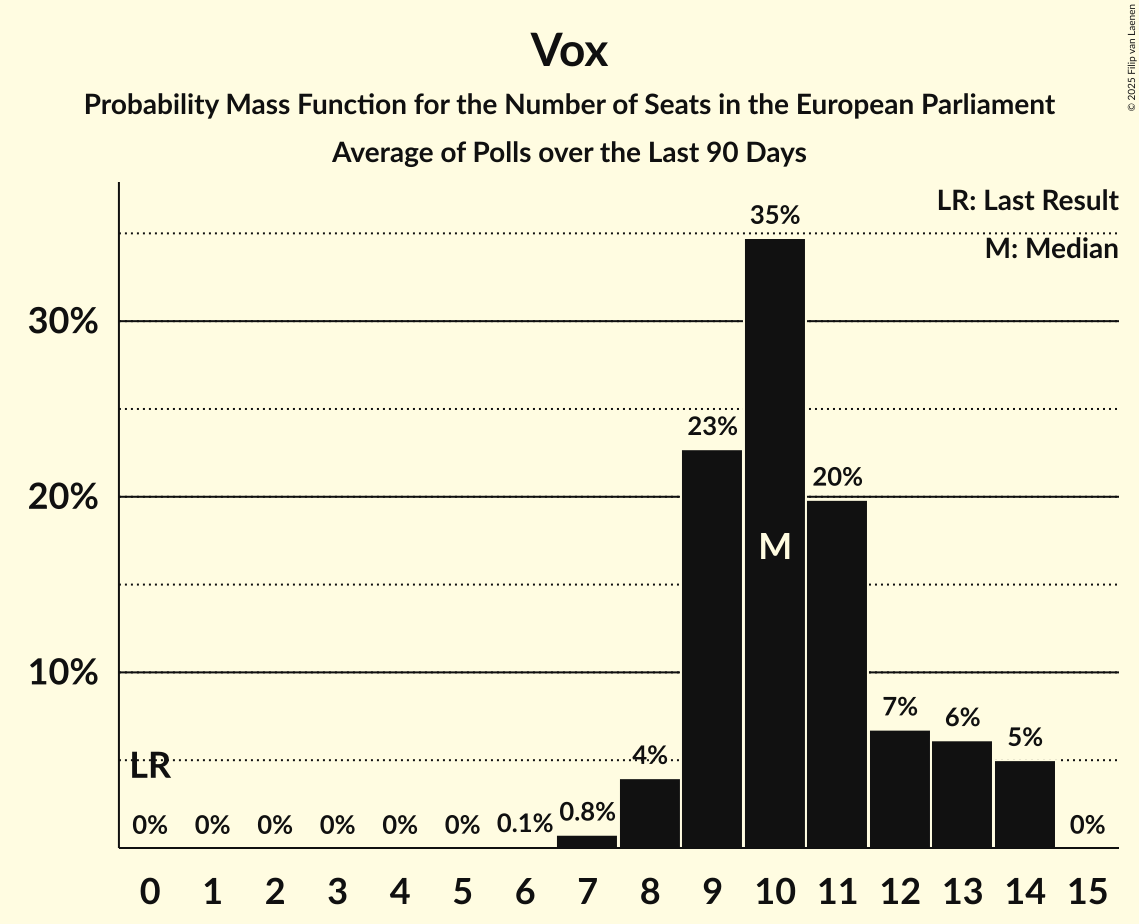 Vox
Probability Mass Function for the Number of Seats in the European Parliament
Average of Polls over the Last 90 Days
© 2025 Filip van Laenen
LR: Last Result
M: Median
35%
30%
23%
20%
20%
M
10%
7%
6%
5%
4%
LR
0% 0% 0% 0% 0% 0% 0.1% 0.8% 0%
0 1 2 3 4 5 6 7 8 9 10 11 12 13 14 15